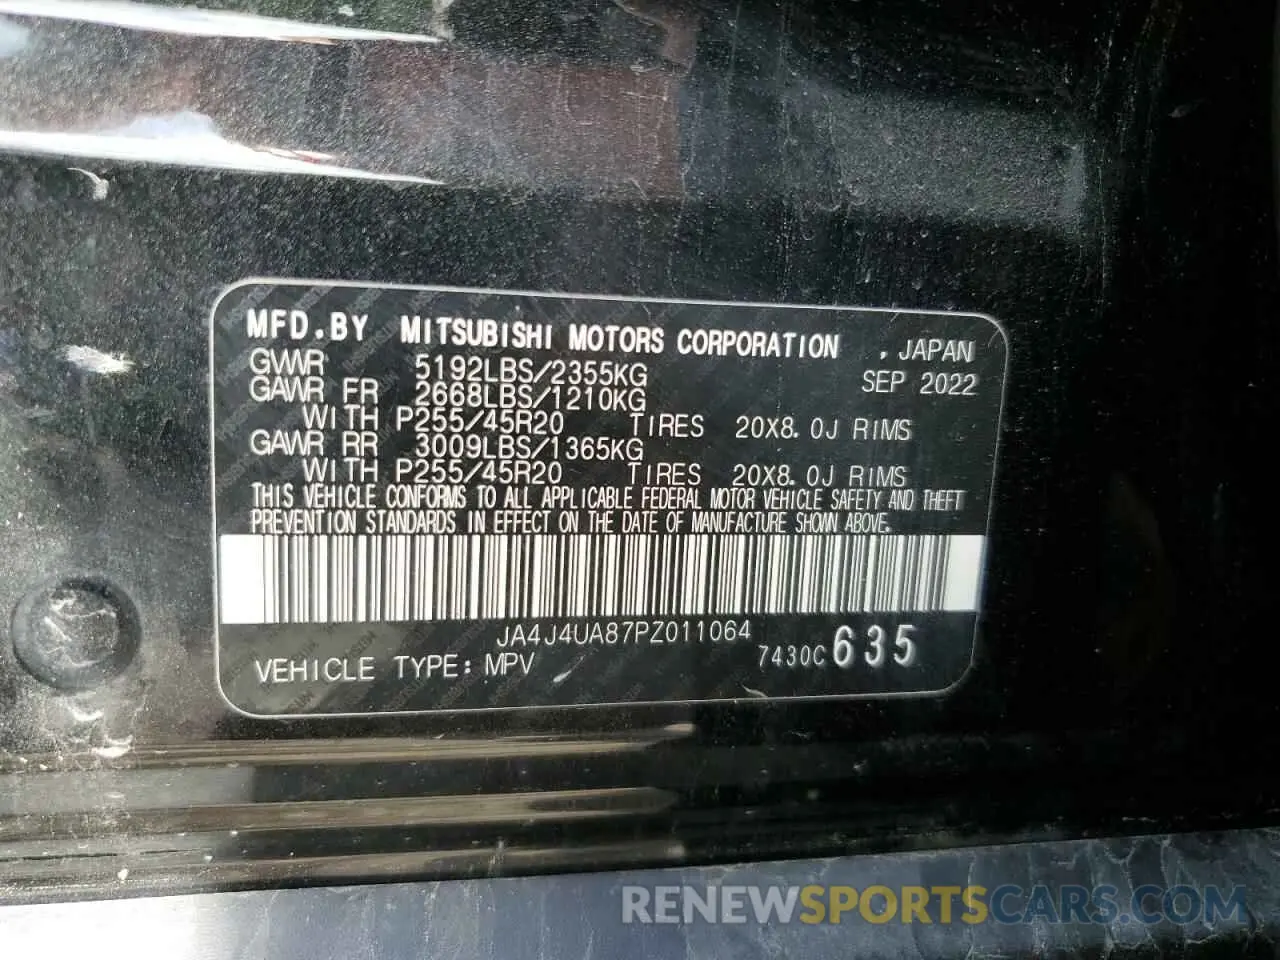 MFD.BY MITSUBISHI MOTORS CORPORATION , JAPAN
GVWR 5192LBS/2355KG SEP 2022
GAWR FR 2668LBS/1210KG
WITH P255/45R20 TIRES 20X8.0J RIMS
GAWR RR 3009LBS/1365KG
WITH P255/45R20 TIRES 20X8.0J RIMS
THIS VEHICLE CONFORMS TO ALL APPLICABLE FEDERAL MOTOR VEHICLE SAFETY AND THEFT
PREVENTION STANDARDS IN EFFECT ON THE DATE OF MANUFACTURE SHOWN ABOVE.
JA4J4UA87PZ011064
VEHICLE TYPE: MPV 7430C 635
RENEWSPORTSCARS.COM